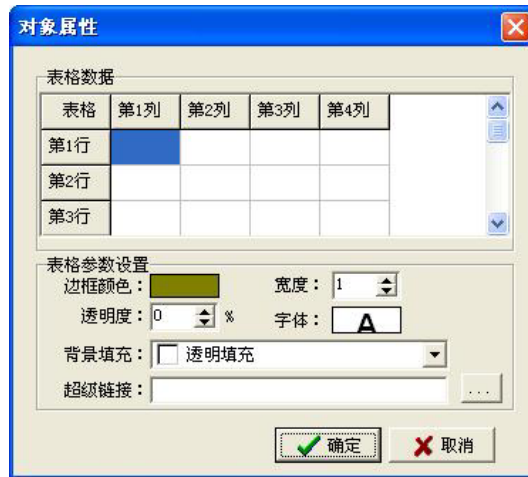 对象属性
表格数据
表格 第1列 第2列 第3列 第4列
第1行
第2行
第3行
表格参数设置
边框颜色： 宽度： 1
透明度： 0 % 字体： A
背景填充： 透明填充
超级链接： ...
确定 取消